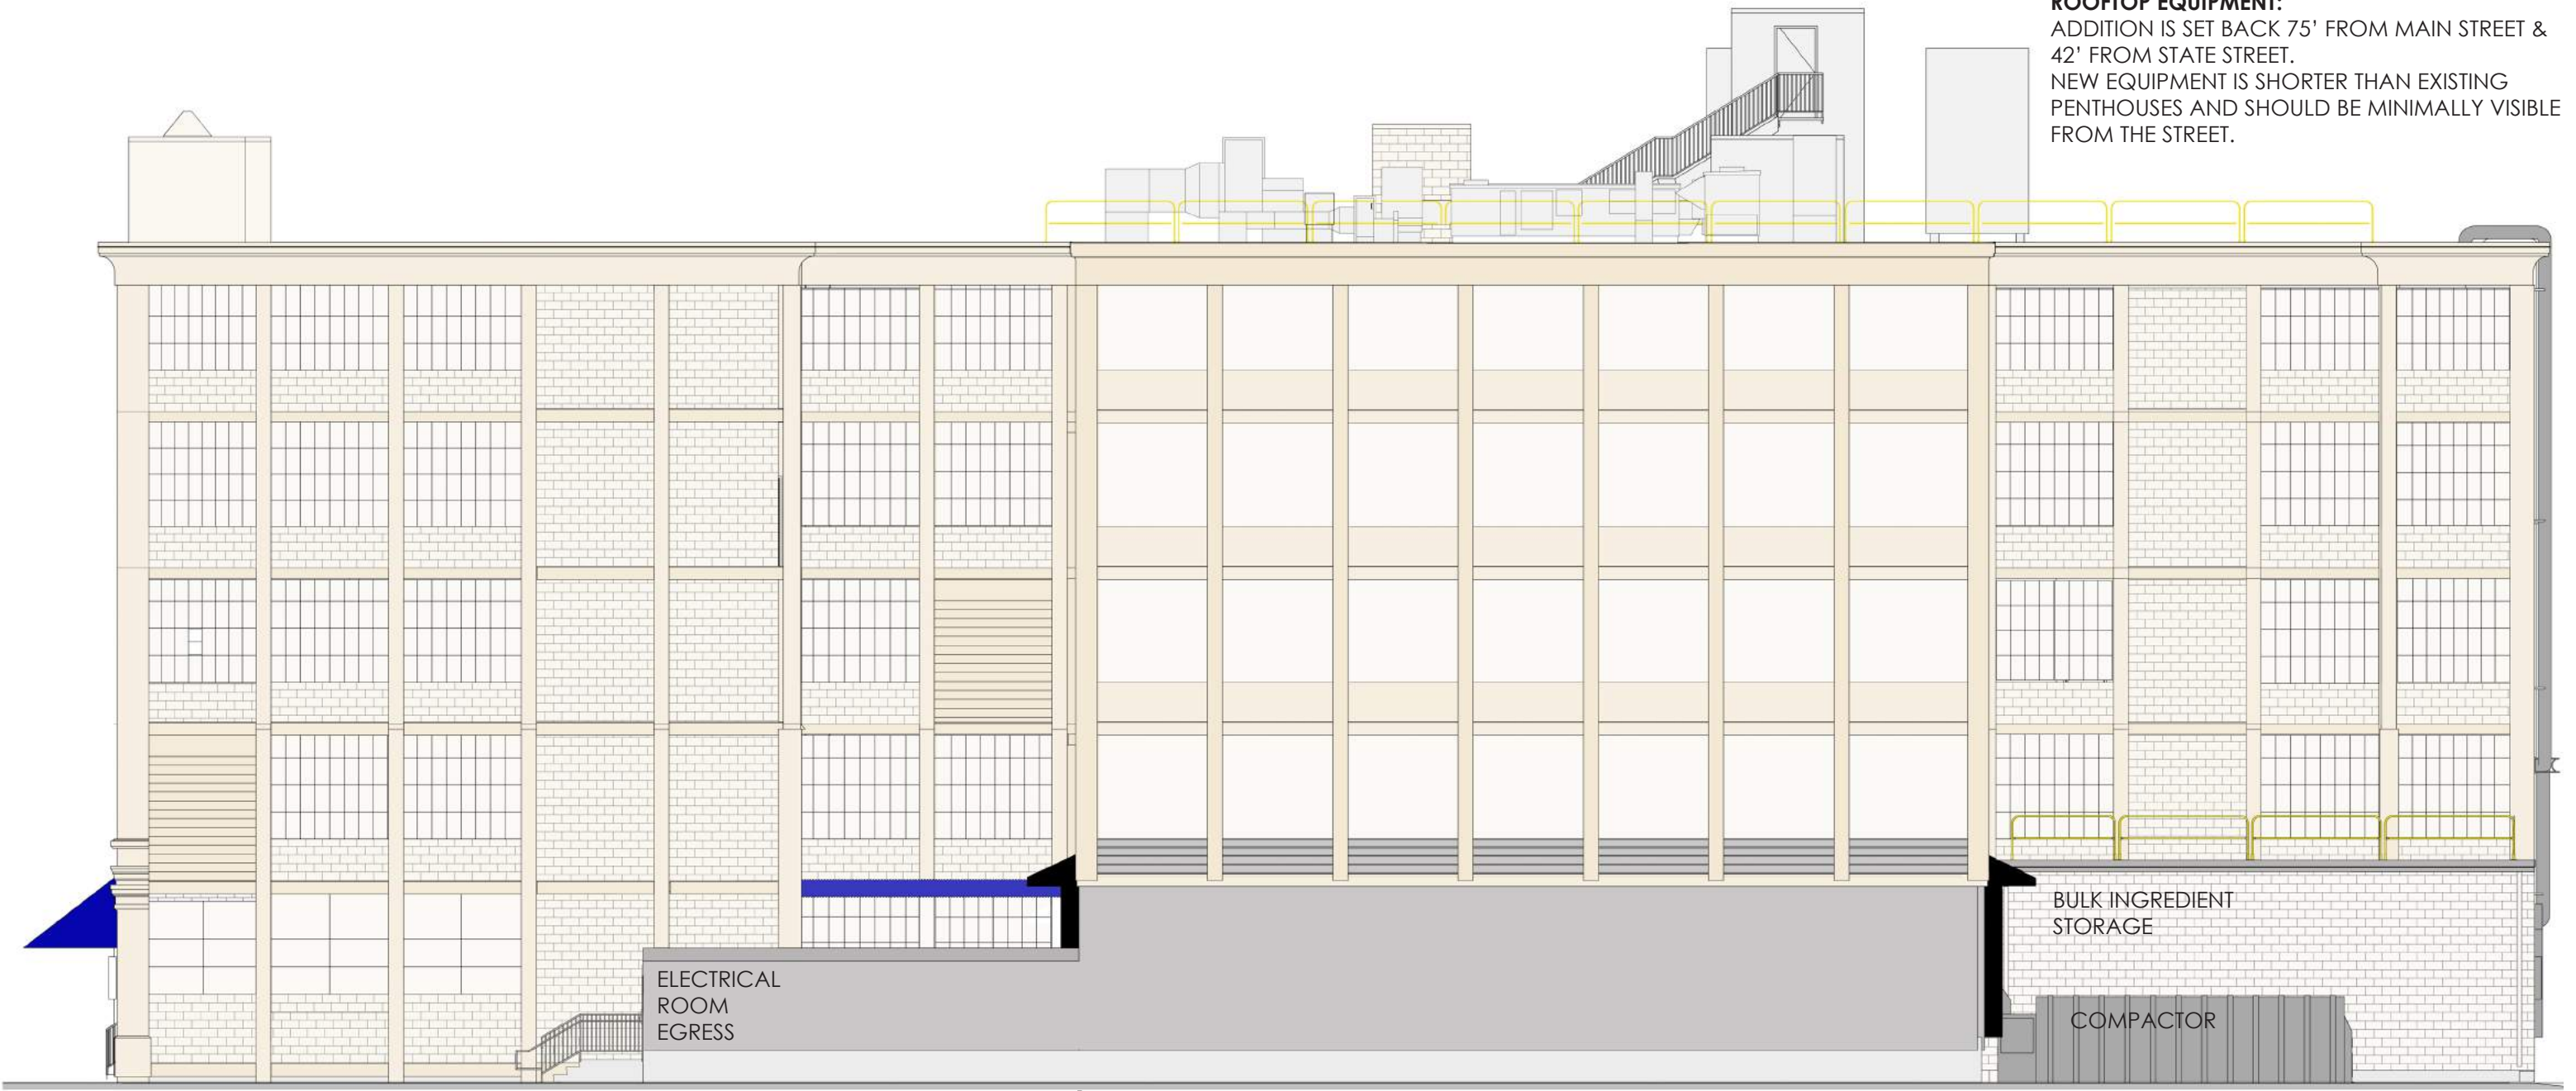 ROOFTOP EQUIPMENT:
ADDITION IS SET BACK 75’ FROM MAIN STREET &
42’ FROM STATE STREET.
NEW EQUIPMENT IS SHORTER THAN EXISTING
PENTHOUSES AND SHOULD BE MINIMALLY VISIBLE
FROM THE STREET.
BULK INGREDIENT
STORAGE
ELECTRICAL
ROOM
EGRESS
COMPACTOR